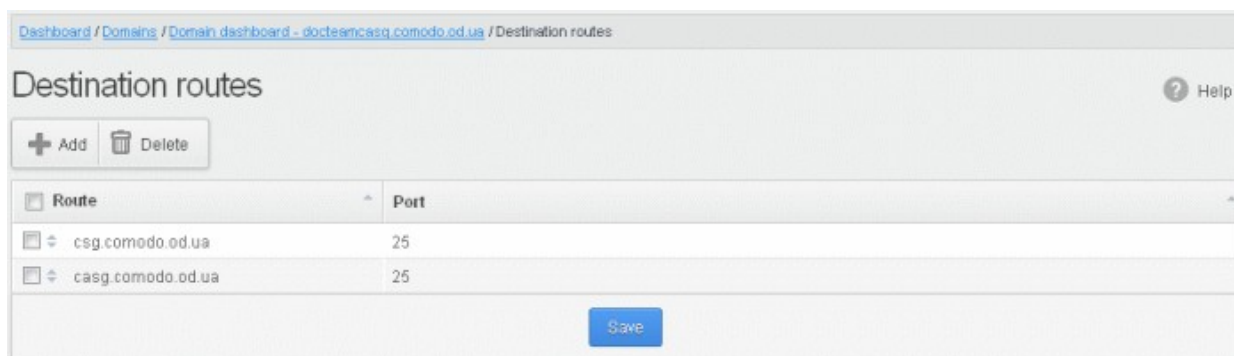 Dashboard / Domains / Domain dashboard - docteamcasg.comodo.od.ua / Destination routes
Destination routes
Help
Add Delete
Route Port
csg.comodo.od.ua 25
casg.comodo.od.ua 25
Save